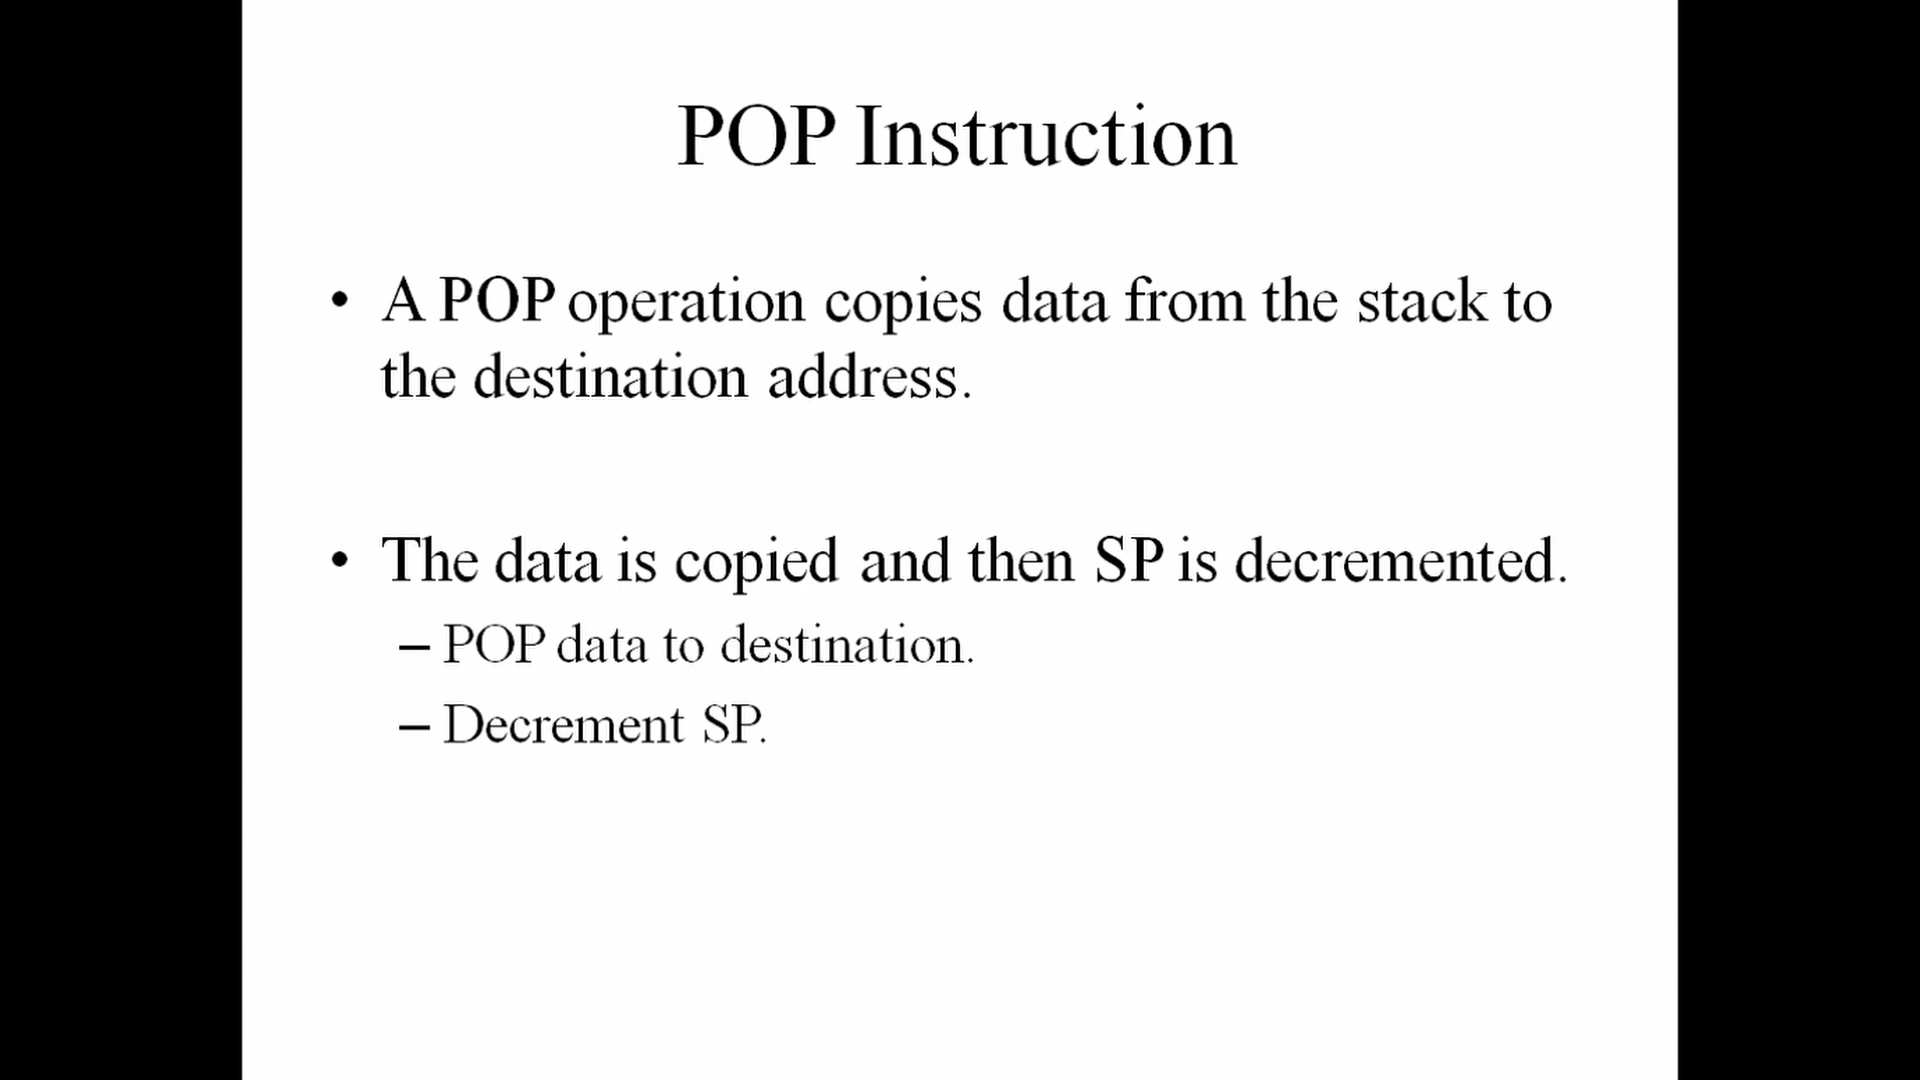 POP Instruction
• A POP operation copies data from the stack to
the destination address.
• The data is copied and then SP is decremented.
– POP data to destination.
– Decrement SP.